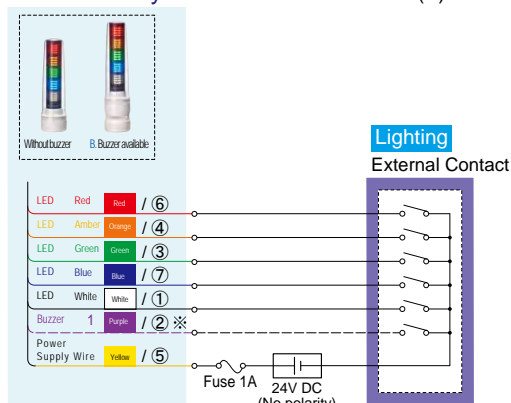 Without buzzer B. Buzzer available
Lighting
External Contact
LED Red Red / ⑥
LED Amber Orange / ④
LED Green Green / ③
LED Blue Blue / ⑦
LED White White / ①
Buzzer 1 Purple / ② ※
Power
Supply Wire Yellow / ⑤
Fuse 1A
24V DC
(No polarity)